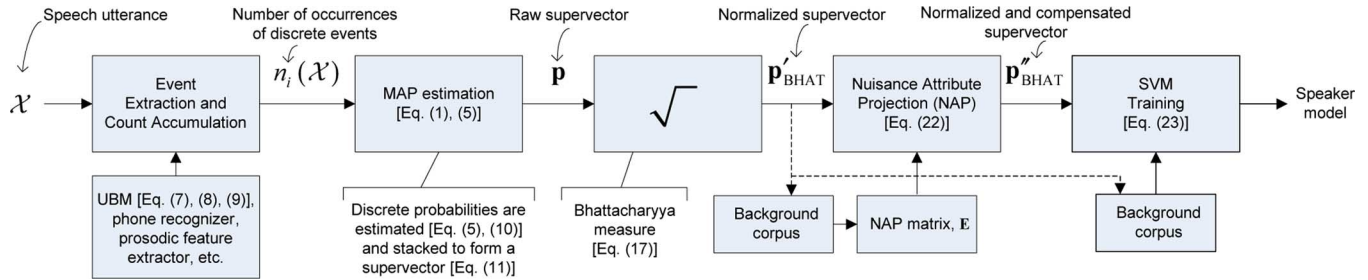 Speech utterance
Number of occurrences
of discrete events
Raw supervector
Normalized supervector
Normalized and compensated
supervector
𝒳
Event
Extraction and
Count Accumulation
nᵢ(𝒳)
MAP estimation
[Eq. (1), (5)]
p
√
p′BHAT
Nuisance Attribute
Projection (NAP)
[Eq. (22)]
p″BHAT
SVM
Training
[Eq. (23)]
Speaker
model
UBM [Eq. (7), (8), (9)],
phone recognizer,
prosodic feature
extractor, etc.
Discrete probabilities are
estimated [Eq. (5), (10)]
and stacked to form a
supervector [Eq. (11)]
Bhattacharyya
measure
[Eq. (17)]
Background
corpus
NAP matrix, E
Background
corpus